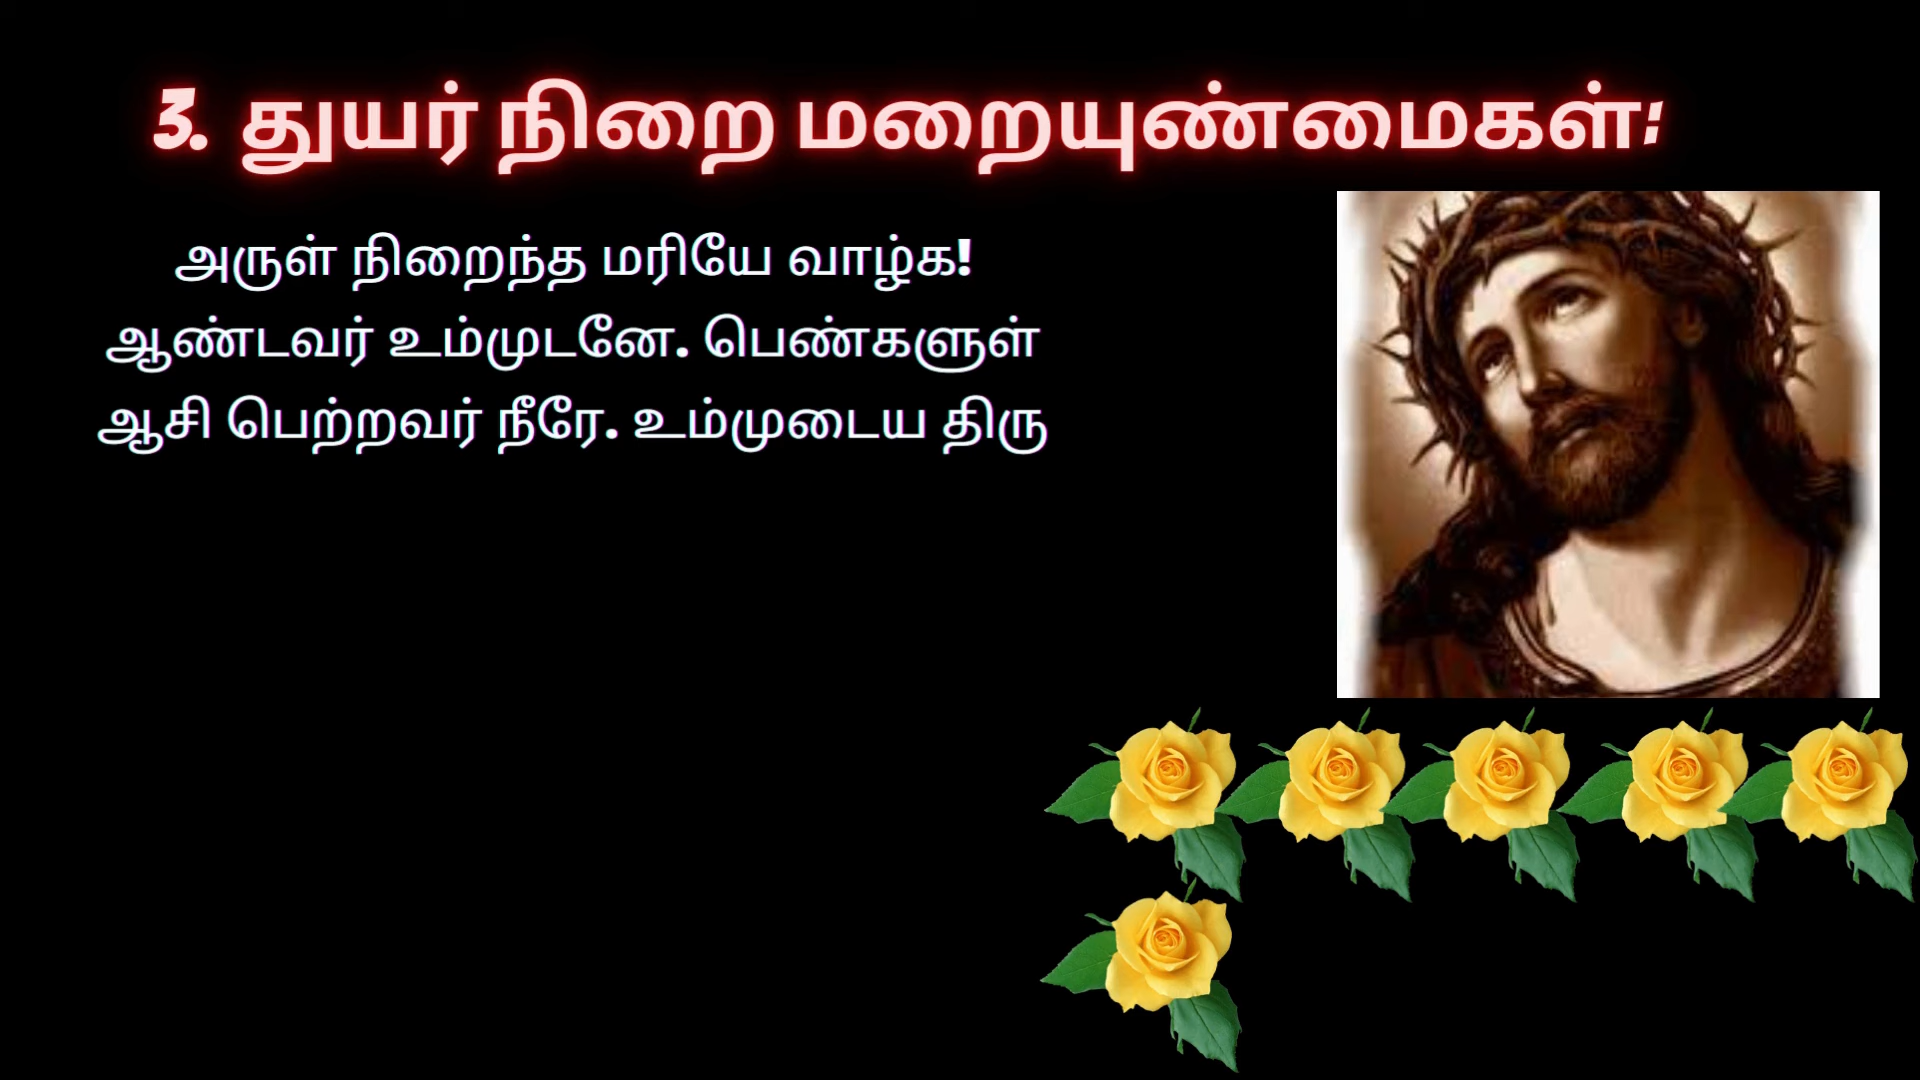 3. துயர் நிறை மறையுண்மைகள்:
அருள் நிறைந்த மரியே வாழ்க!
ஆண்டவர் உம்முடனே. பெண்களுள்
ஆசி பெற்றவர் நீரே. உம்முடைய திரு